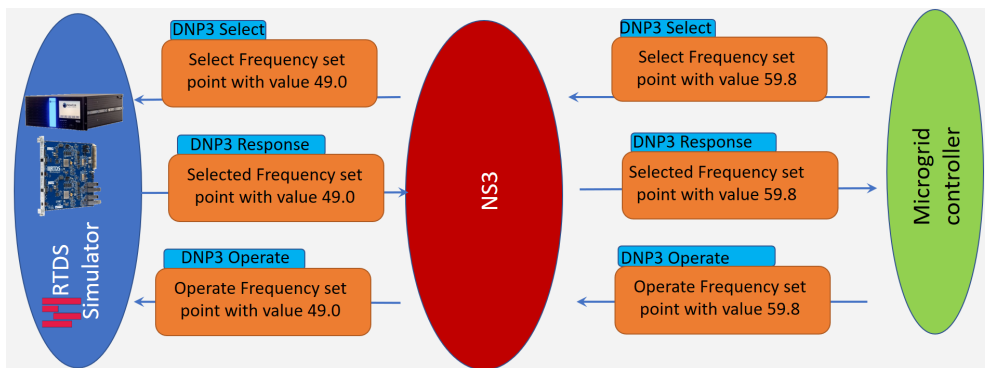 DNP3 Select
Select Frequency set
point with value 49.0
DNP3 Response
Selected Frequency set
point with value 49.0
DNP3 Operate
Operate Frequency set
point with value 49.0
RTDS
Simulator
NS3
DNP3 Select
Select Frequency set
point with value 59.8
DNP3 Response
Selected Frequency set
point with value 59.8
DNP3 Operate
Operate Frequency set
point with value 59.8
Microgrid
controller